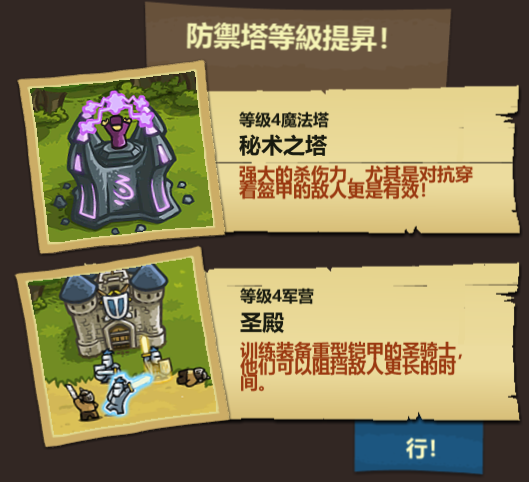 防禦塔等級提昇！
等级4魔法塔
秘术之塔
强大的杀伤力，尤其是对抗穿
着盔甲的敌人更是有效！
等级4军营
圣殿
训练装备重型铠甲的圣骑士，
他们可以阻挡敌人更长的时
间。
行！